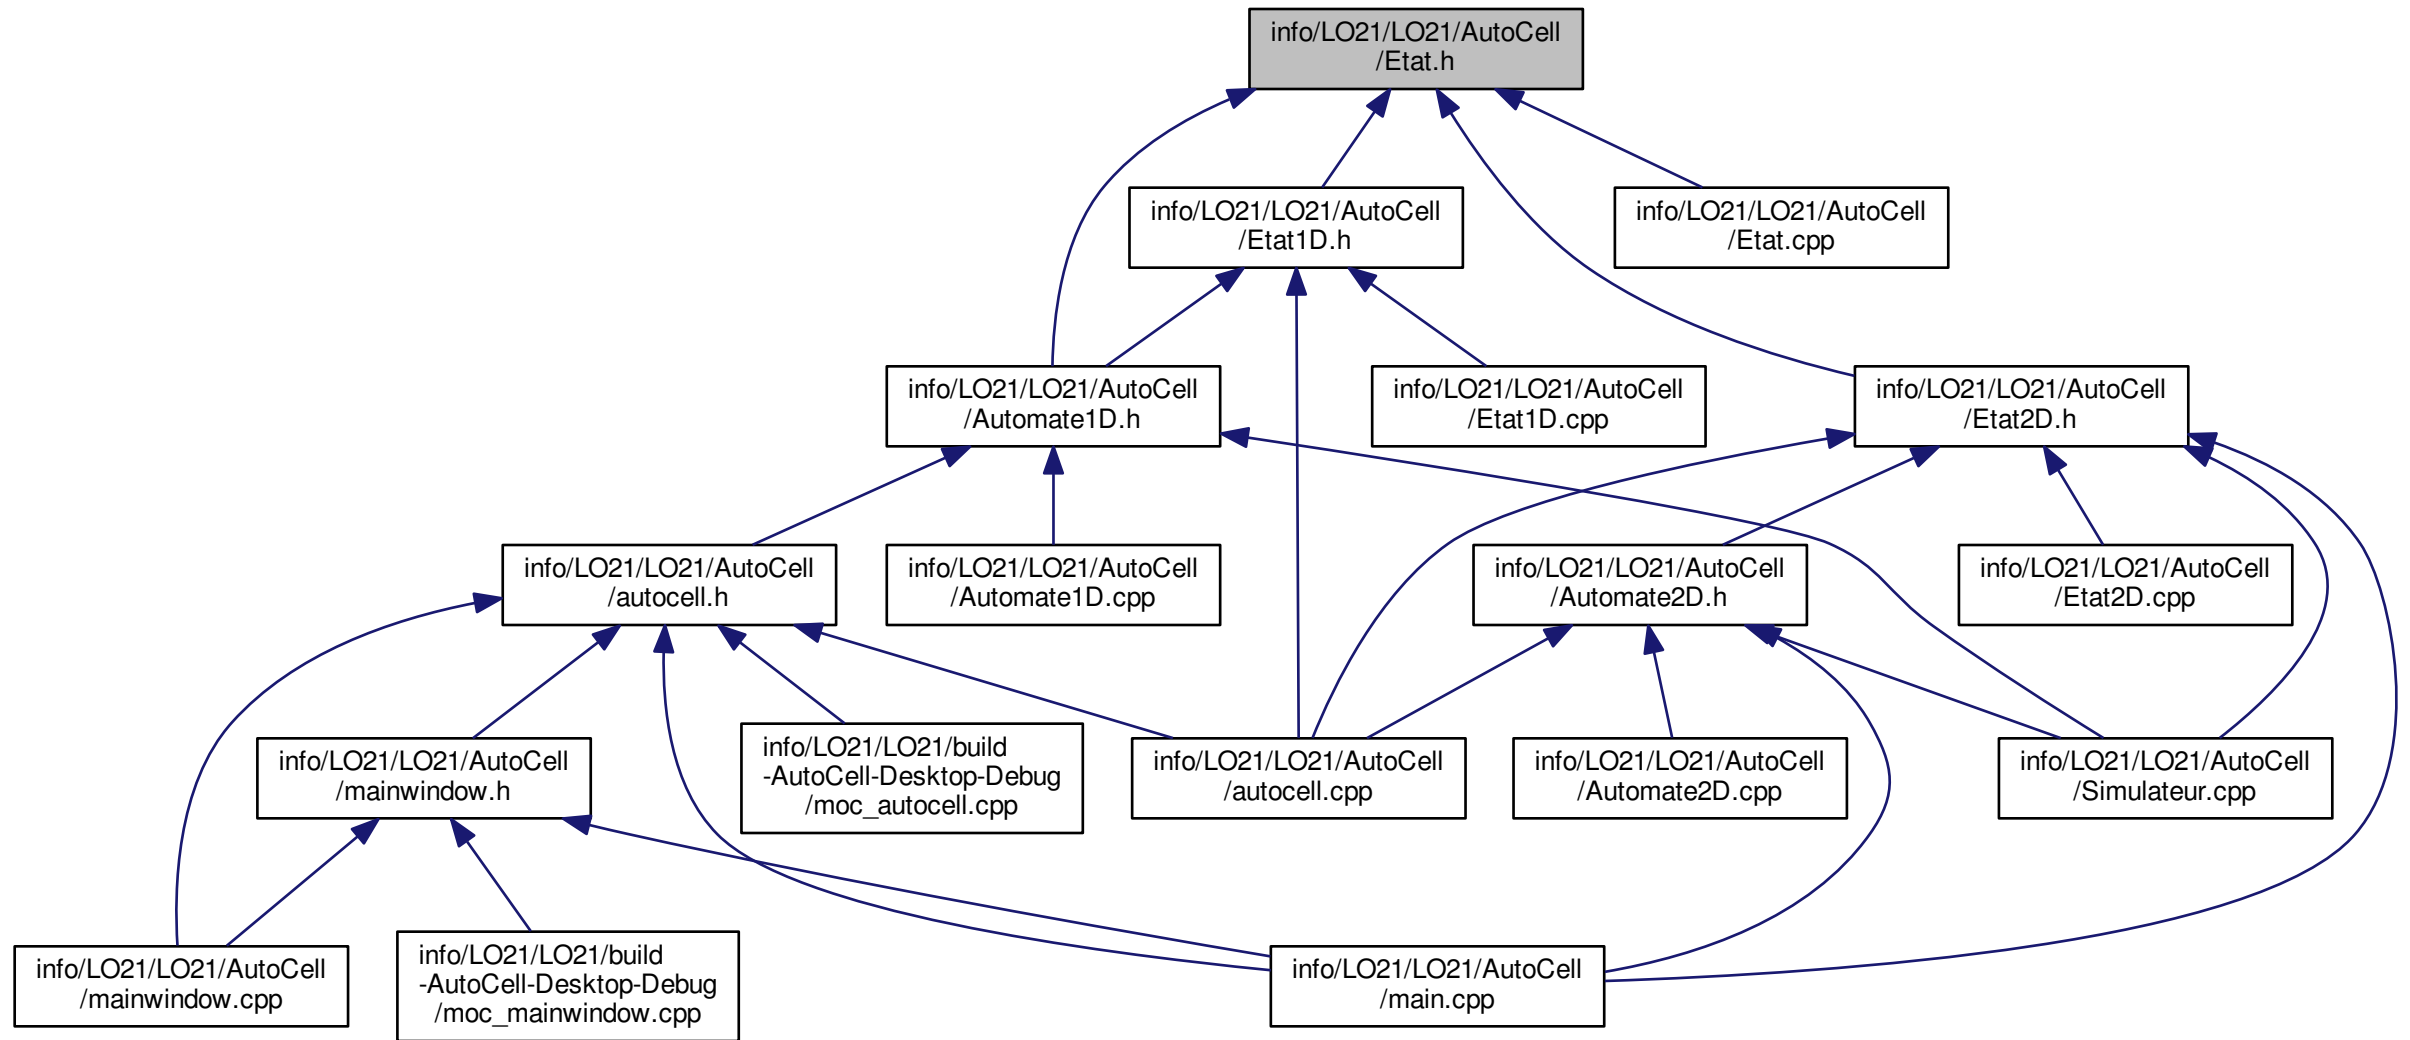 info/LO21/LO21/AutoCell
/Etat.h
info/LO21/LO21/AutoCell
/Etat1D.h
info/LO21/LO21/AutoCell
/Etat.cpp
info/LO21/LO21/AutoCell
/Automate1D.h
info/LO21/LO21/AutoCell
/Etat1D.cpp
info/LO21/LO21/AutoCell
/Etat2D.h
info/LO21/LO21/AutoCell
/autocell.h
info/LO21/LO21/AutoCell
/Automate1D.cpp
info/LO21/LO21/AutoCell
/Automate2D.h
info/LO21/LO21/AutoCell
/Etat2D.cpp
info/LO21/LO21/AutoCell
/mainwindow.h
info/LO21/LO21/build
-AutoCell-Desktop-Debug
/moc_autocell.cpp
info/LO21/LO21/AutoCell
/autocell.cpp
info/LO21/LO21/AutoCell
/Automate2D.cpp
info/LO21/LO21/AutoCell
/Simulateur.cpp
info/LO21/LO21/AutoCell
/mainwindow.cpp
info/LO21/LO21/build
-AutoCell-Desktop-Debug
/moc_mainwindow.cpp
info/LO21/LO21/AutoCell
/main.cpp